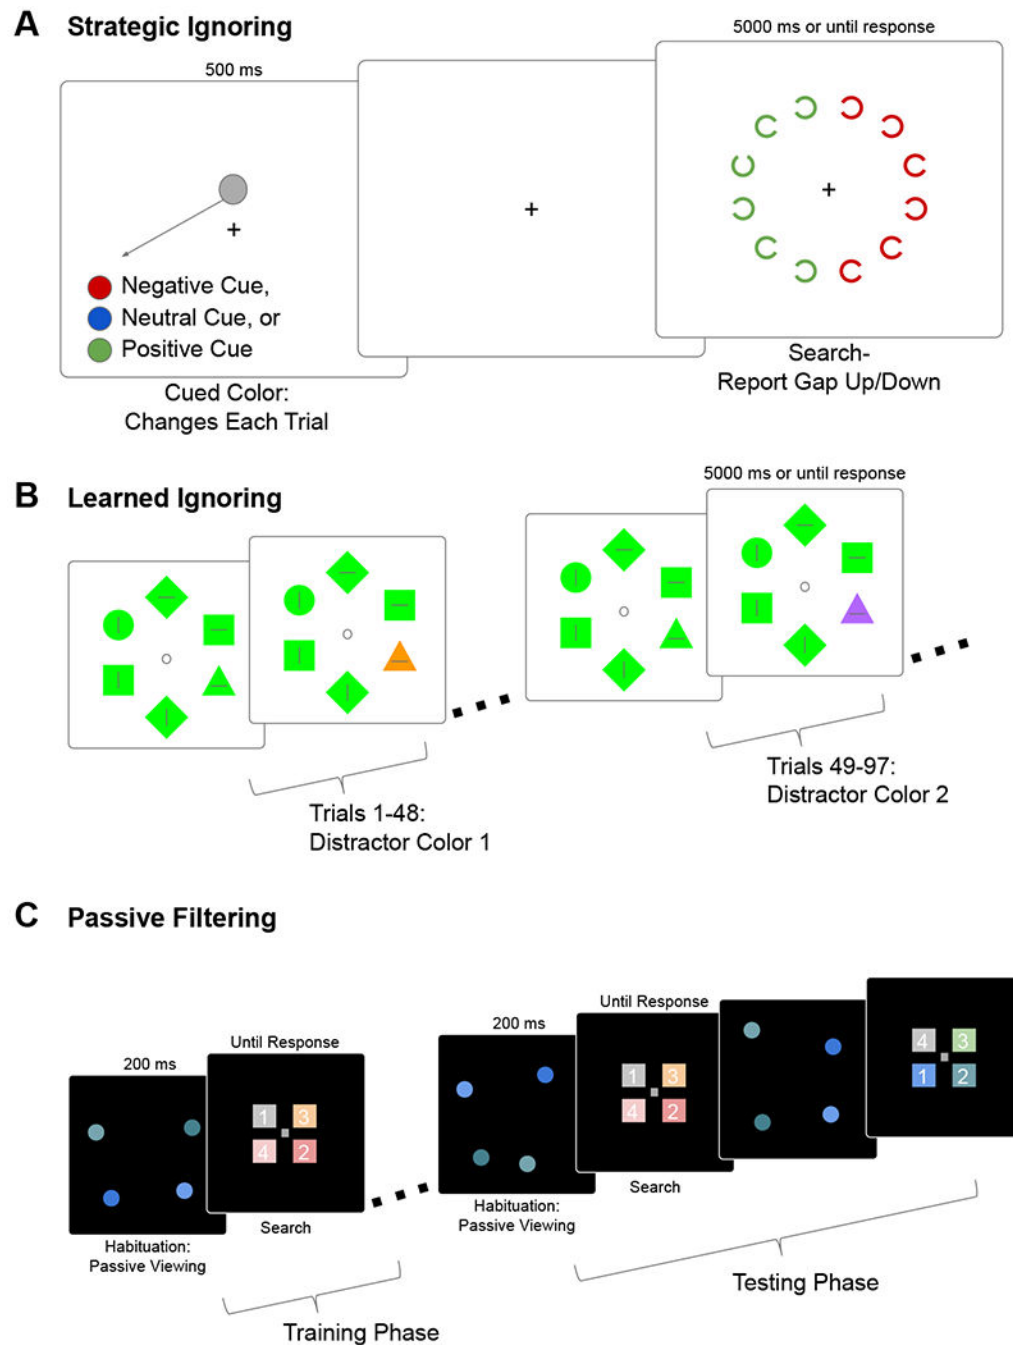 A Strategic Ignoring
500 ms
5000 ms or until response
Negative Cue,
Neutral Cue, or
Positive Cue
Cued Color:
Changes Each Trial
Search-
Report Gap Up/Down
B Learned Ignoring
5000 ms or until response
Trials 1-48:
Distractor Color 1
Trials 49-97:
Distractor Color 2
C Passive Filtering
200 ms
Until Response
1 3
4 2
Habituation:
Passive Viewing
Search
Training Phase
200 ms
Until Response
1 3
4 2
Habituation:
Passive Viewing
Search
4 3
1 2
Testing Phase